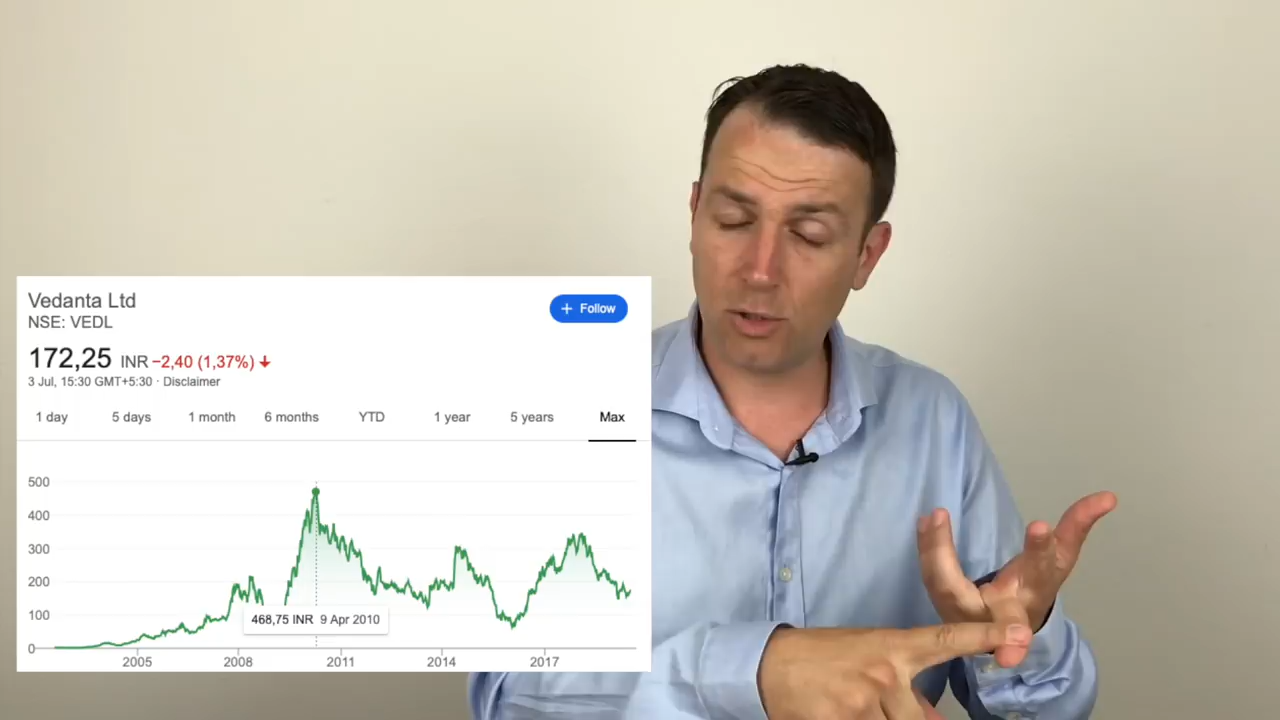 Vedanta Ltd
NSE: VEDL
+ Follow
172,25 INR −2,40 (1,37%) ↓
3 Jul, 15:30 GMT+5:30 · Disclaimer
1 day 5 days 1 month 6 months YTD 1 year 5 years Max
500
400
300
200
100
0
468,75 INR 9 Apr 2010
2005 2008 2011 2014 2017